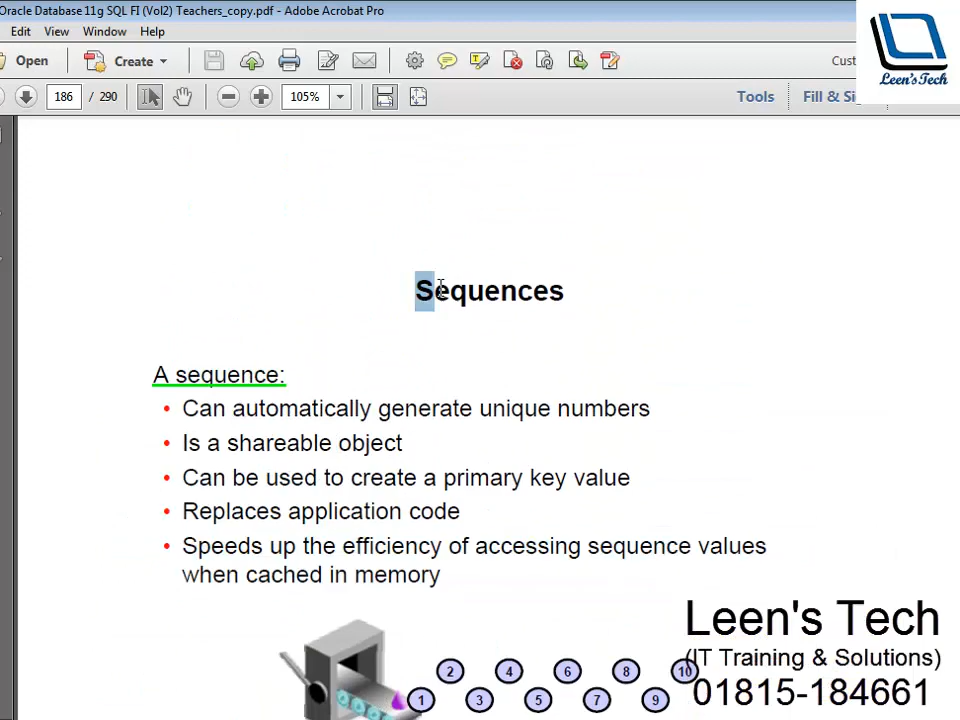 Oracle Database 11g SQL FI (Vol2) Teachers_copy.pdf - Adobe Acrobat Pro
Edit View Window Help
Open Create Cust
186 / 290 105% Tools Fill & Si
Leen'sTech
Sequences
A sequence:
• Can automatically generate unique numbers
• Is a shareable object
• Can be used to create a primary key value
• Replaces application code
• Speeds up the efficiency of accessing sequence values
when cached in memory
2 4 6 8 10
1 3 5 7 9
Leen's Tech
(IT Training & Solutions)
01815-184661